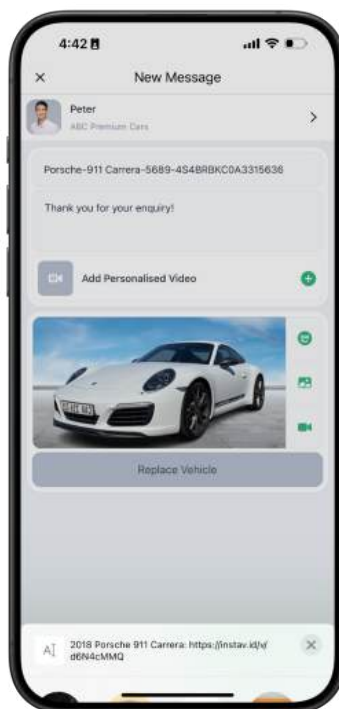 4:42
New Message
Peter
ABC Premium Cars
Porsche-911 Carrera-5689-4S4BRBKC0A3315636
Thank you for your enquiry!
Add Personalised Video
Replace Vehicle
AI
2018 Porsche 911 Carrera: https://instav.id/v/
d6N4cMMQ